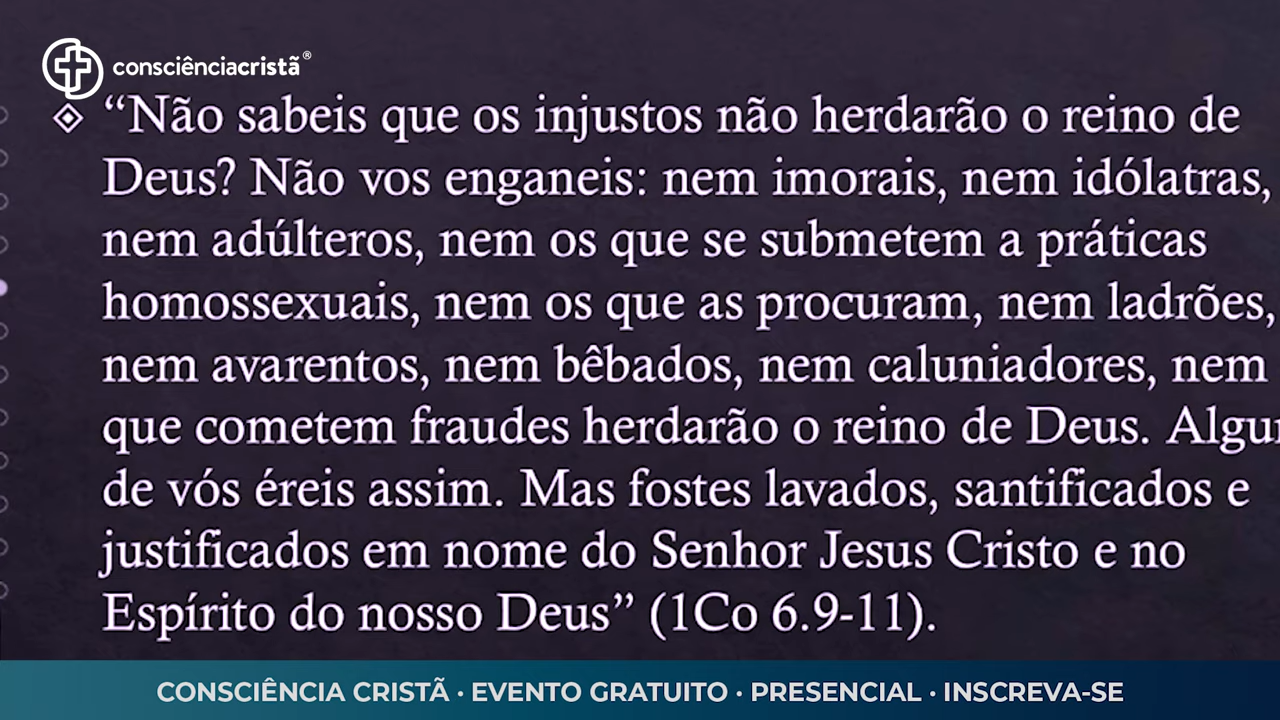 consciênciacristã®
“Não sabeis que os injustos não herdarão o reino de
Deus? Não vos enganeis: nem imorais, nem idólatras,
nem adúlteros, nem os que se submetem a práticas
homossexuais, nem os que as procuram, nem ladrões,
nem avarentos, nem bêbados, nem caluniadores, nem
que cometem fraudes herdarão o reino de Deus.
de vós éreis assim. Mas fostes lavados, santificados e
justificados em nome do Senhor Jesus Cristo e no
Espírito do nosso Deus” (1Co 6.9-11).
CONSCIÊNCIA CRISTÃ · EVENTO GRATUITO · PRESENCIAL · INSCREVA-SE